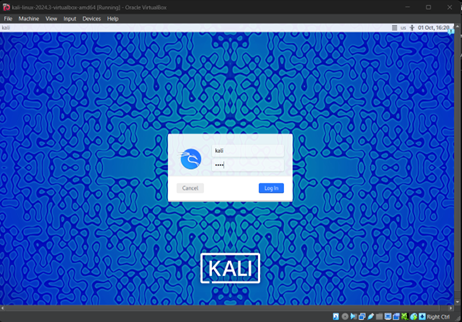 kali-linux-2024.3-virtualbox-amd64 [Running] - Oracle VirtualBox
File Machine View Input Devices Help
kali
01 Oct, 16:20
kali
••••
Cancel Log In
KALI
Right Ctrl